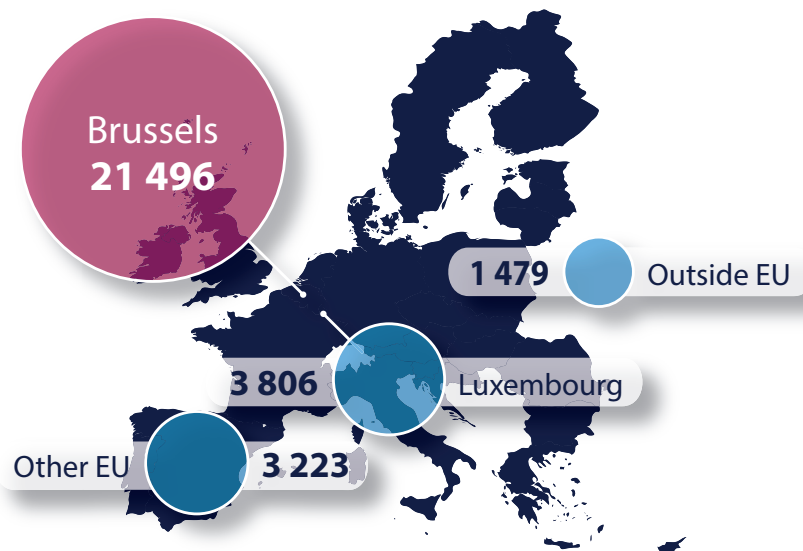 Brussels
21 496
1 479 Outside EU
3 806 Luxembourg
Other EU 3 223